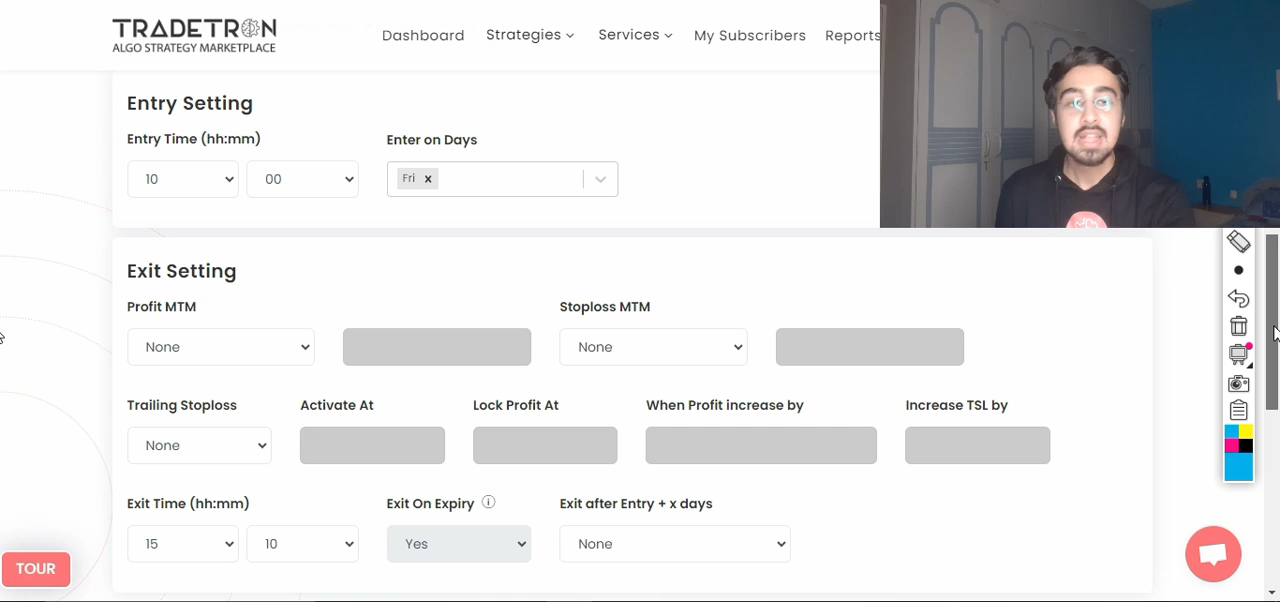 TRADETRON
ALGO STRATEGY MARKETPLACE
Dashboard Strategies Services My Subscribers Reports
Entry Setting
Entry Time (hh:mm) Enter on Days
10 00 Fri x
Exit Setting
Profit MTM Stoploss MTM
None None
Trailing Stoploss Activate At Lock Profit At When Profit increase by Increase TSL by
None
Exit Time (hh:mm) Exit On Expiry i Exit after Entry + x days
15 10 Yes None
TOUR